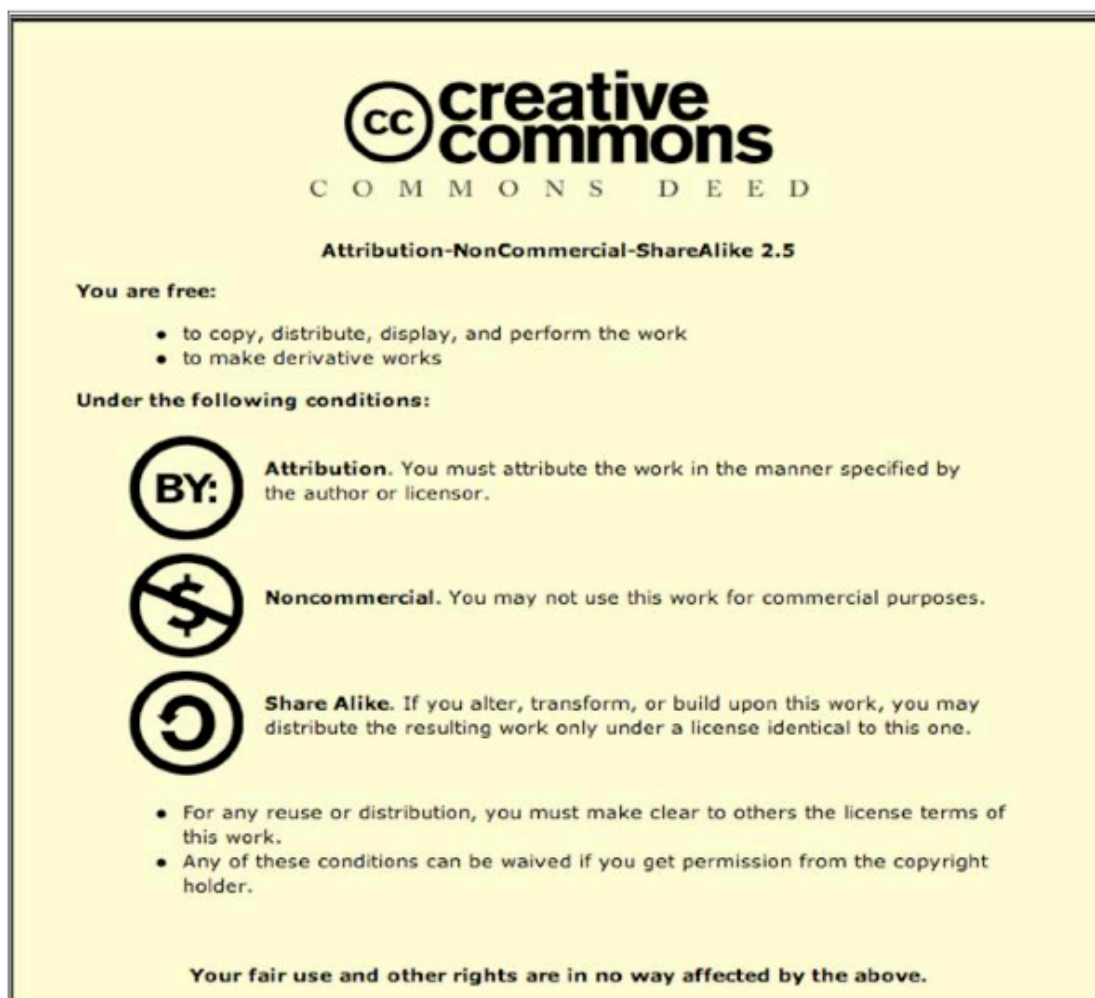 cc creative
commons
COMMONS DEED
Attribution-NonCommercial-ShareAlike 2.5
You are free:
• to copy, distribute, display, and perform the work
• to make derivative works
Under the following conditions:
BY:
Attribution. You must attribute the work in the manner specified by
the author or licensor.
$
Noncommercial. You may not use this work for commercial purposes.
Share Alike. If you alter, transform, or build upon this work, you may
distribute the resulting work only under a license identical to this one.
• For any reuse or distribution, you must make clear to others the license terms of
this work.
• Any of these conditions can be waived if you get permission from the copyright
holder.
Your fair use and other rights are in no way affected by the above.